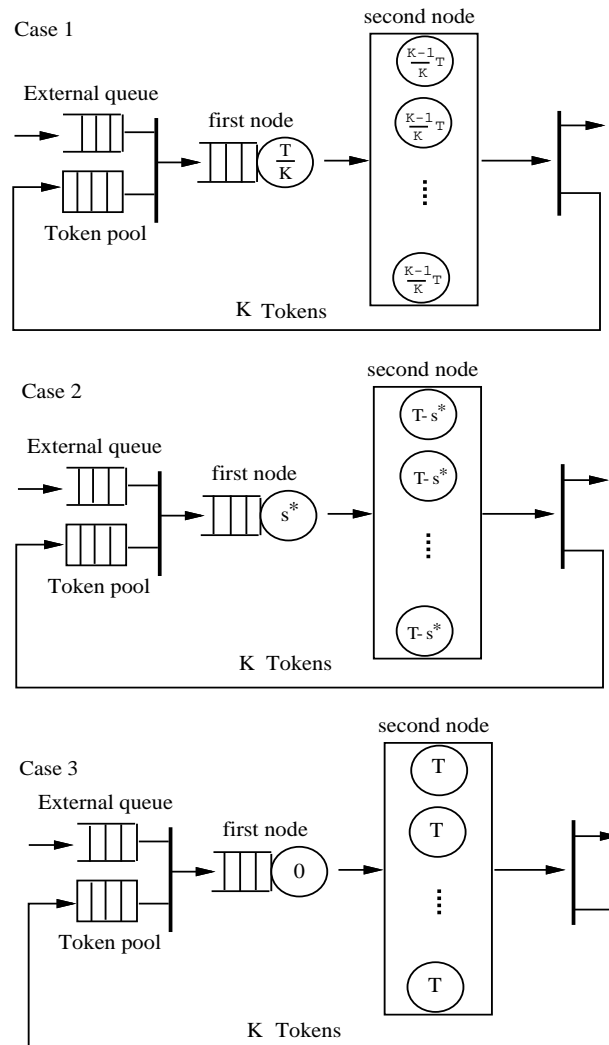 Case 1
second node
External queue
first node
K-1/K T
K-1/K T
T/K
Token pool
K-1/K T
K Tokens
Case 2
second node
External queue
first node
T- s*
T- s*
s*
Token pool
T- s*
K Tokens
Case 3
second node
External queue
first node
T
T
0
Token pool
T
K Tokens